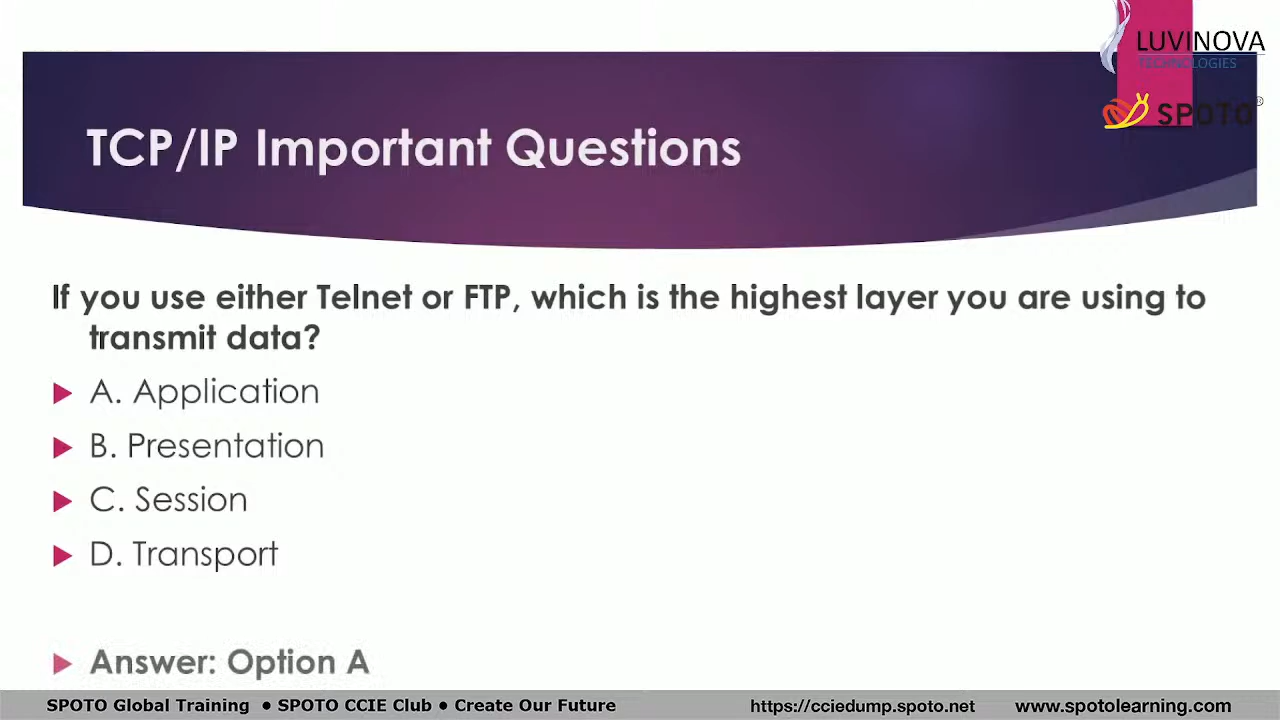 LUVINOVA
TECHNOLOGIES
SPOTO®
TCP/IP Important Questions
If you use either Telnet or FTP, which is the highest layer you are using to
transmit data?
A. Application
B. Presentation
C. Session
D. Transport
Answer: Option A
SPOTO Global Training ● SPOTO CCIE Club ● Create Our Future https://cciedump.spoto.net www.spotolearning.com